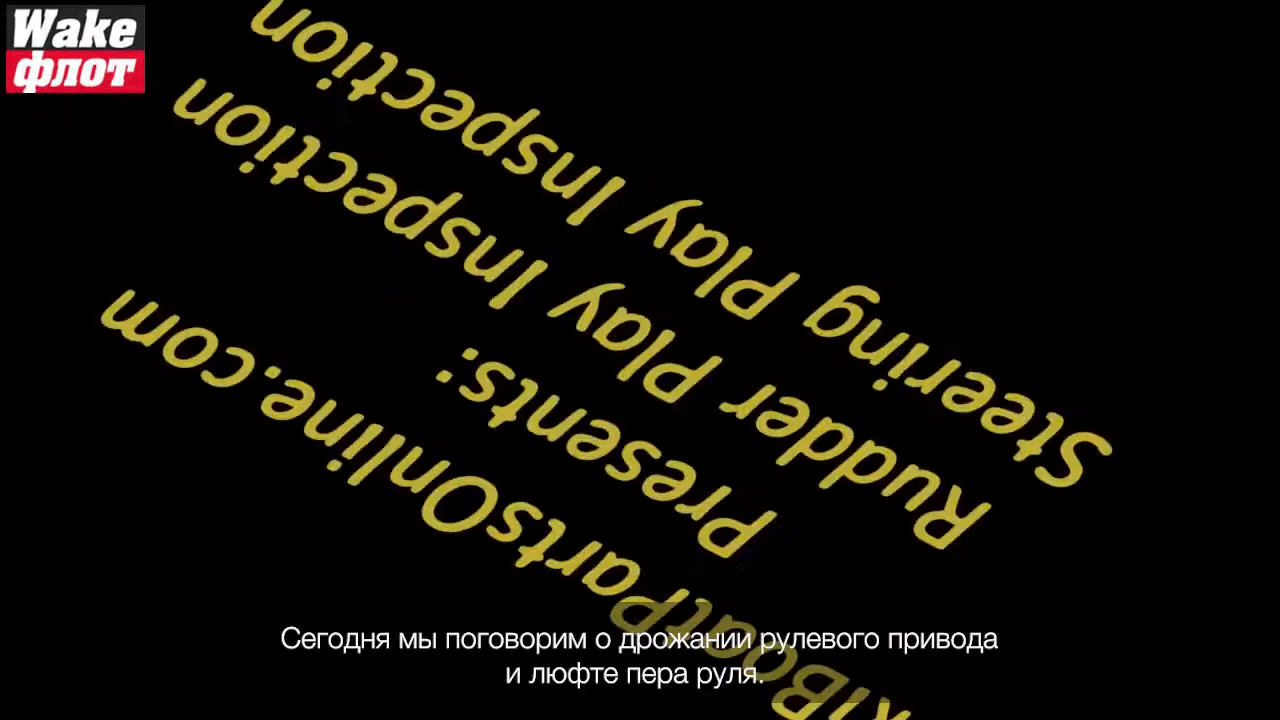 Wake
флот
kiBoatPartsOnline.com
Presents:
Rudder Play Inspection
Steering Play Inspection
Сегодня мы поговорим о дрожании рулевого привода
и люфте пера руля.